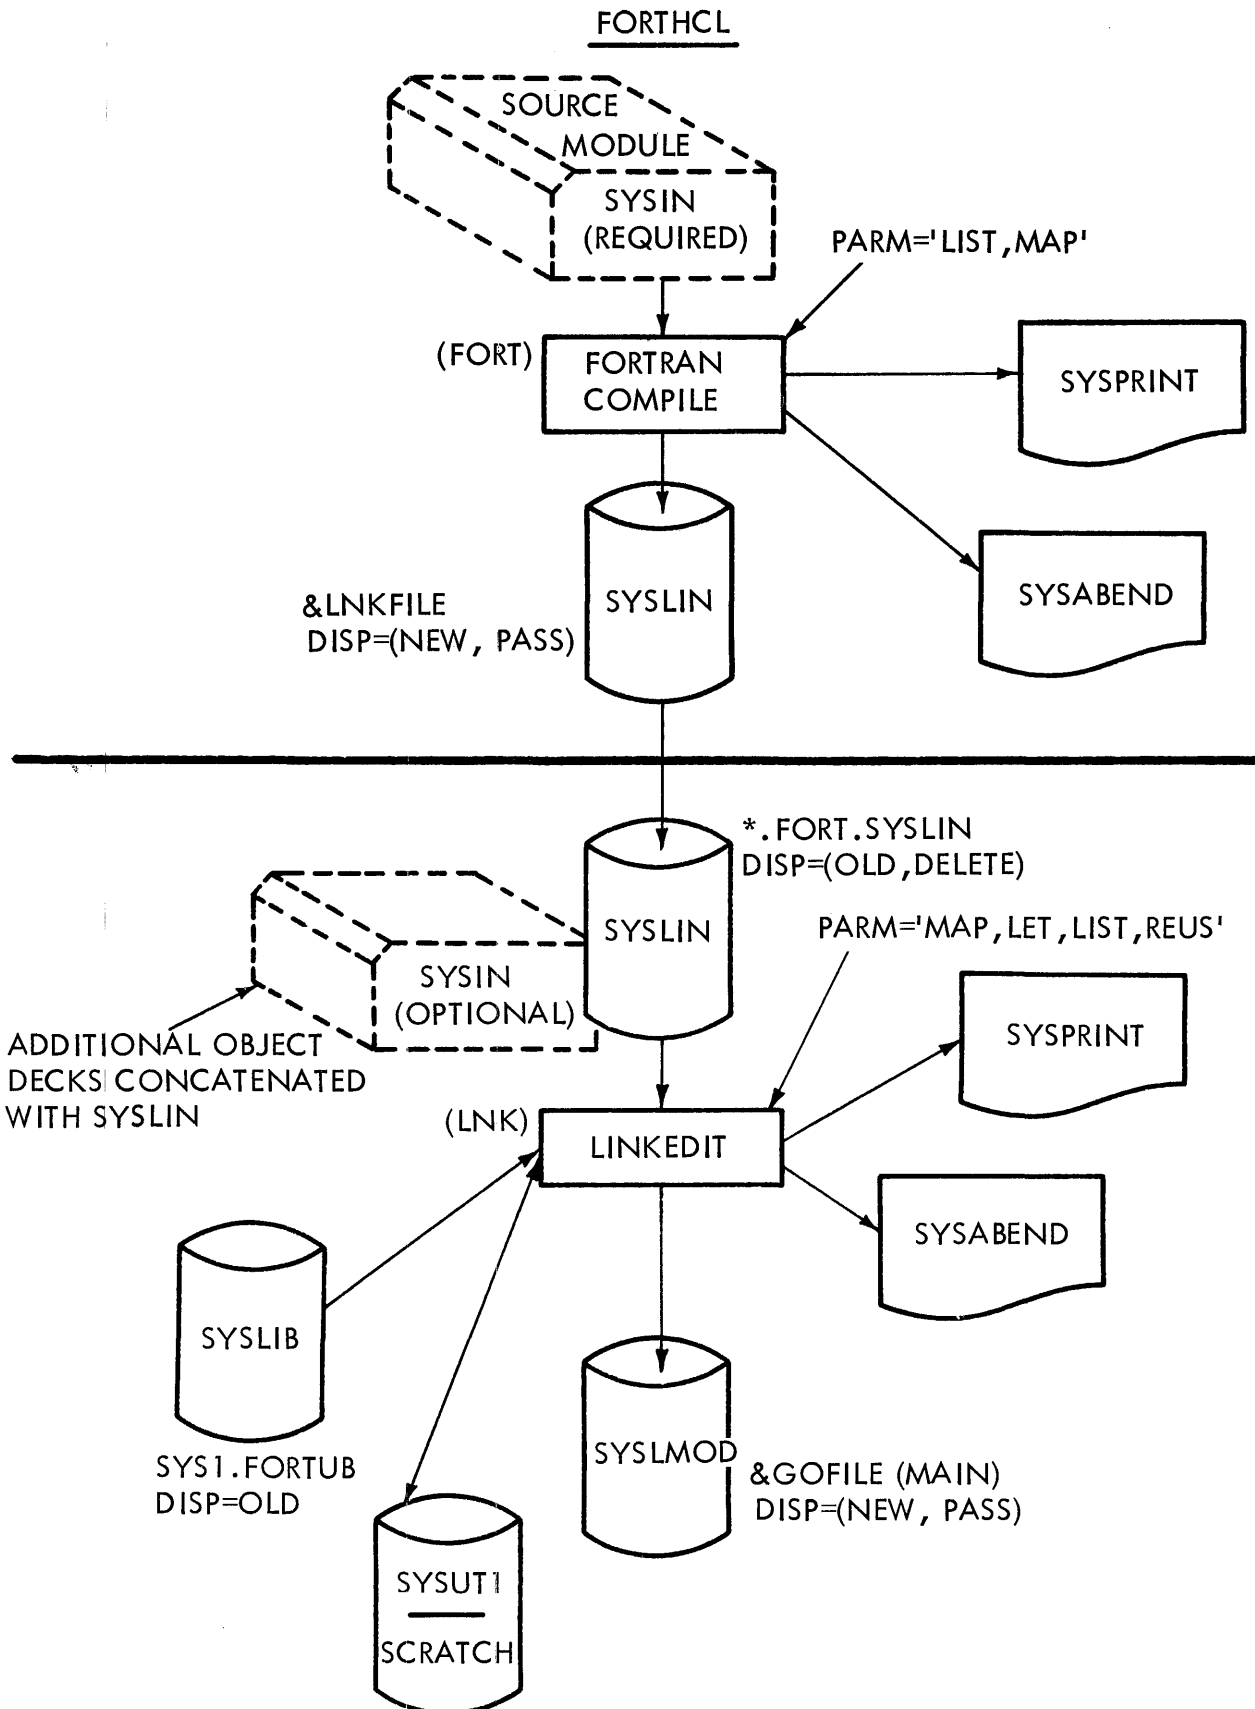 FORTHCL
SOURCE
MODULE
SYSIN
(REQUIRED)
PARM='LIST,MAP'
(FORT)
FORTRAN
COMPILE
SYSPRINT
SYSABEND
SYSLIN
&LNKFILE
DISP=(NEW, PASS)
*.FORT.SYSLIN
DISP=(OLD,DELETE)
SYSLIN
PARM='MAP,LET,LIST,REUS'
SYSIN
(OPTIONAL)
ADDITIONAL OBJECT
DECKS CONCATENATED
WITH SYSLIN
SYSPRINT
(LNK)
LINKEDIT
SYSABEND
SYSLIB
SYS1.FORTUB
DISP=OLD
SYSLMOD
&GOFILE (MAIN)
DISP=(NEW, PASS)
SYSUT1
SCRATCH